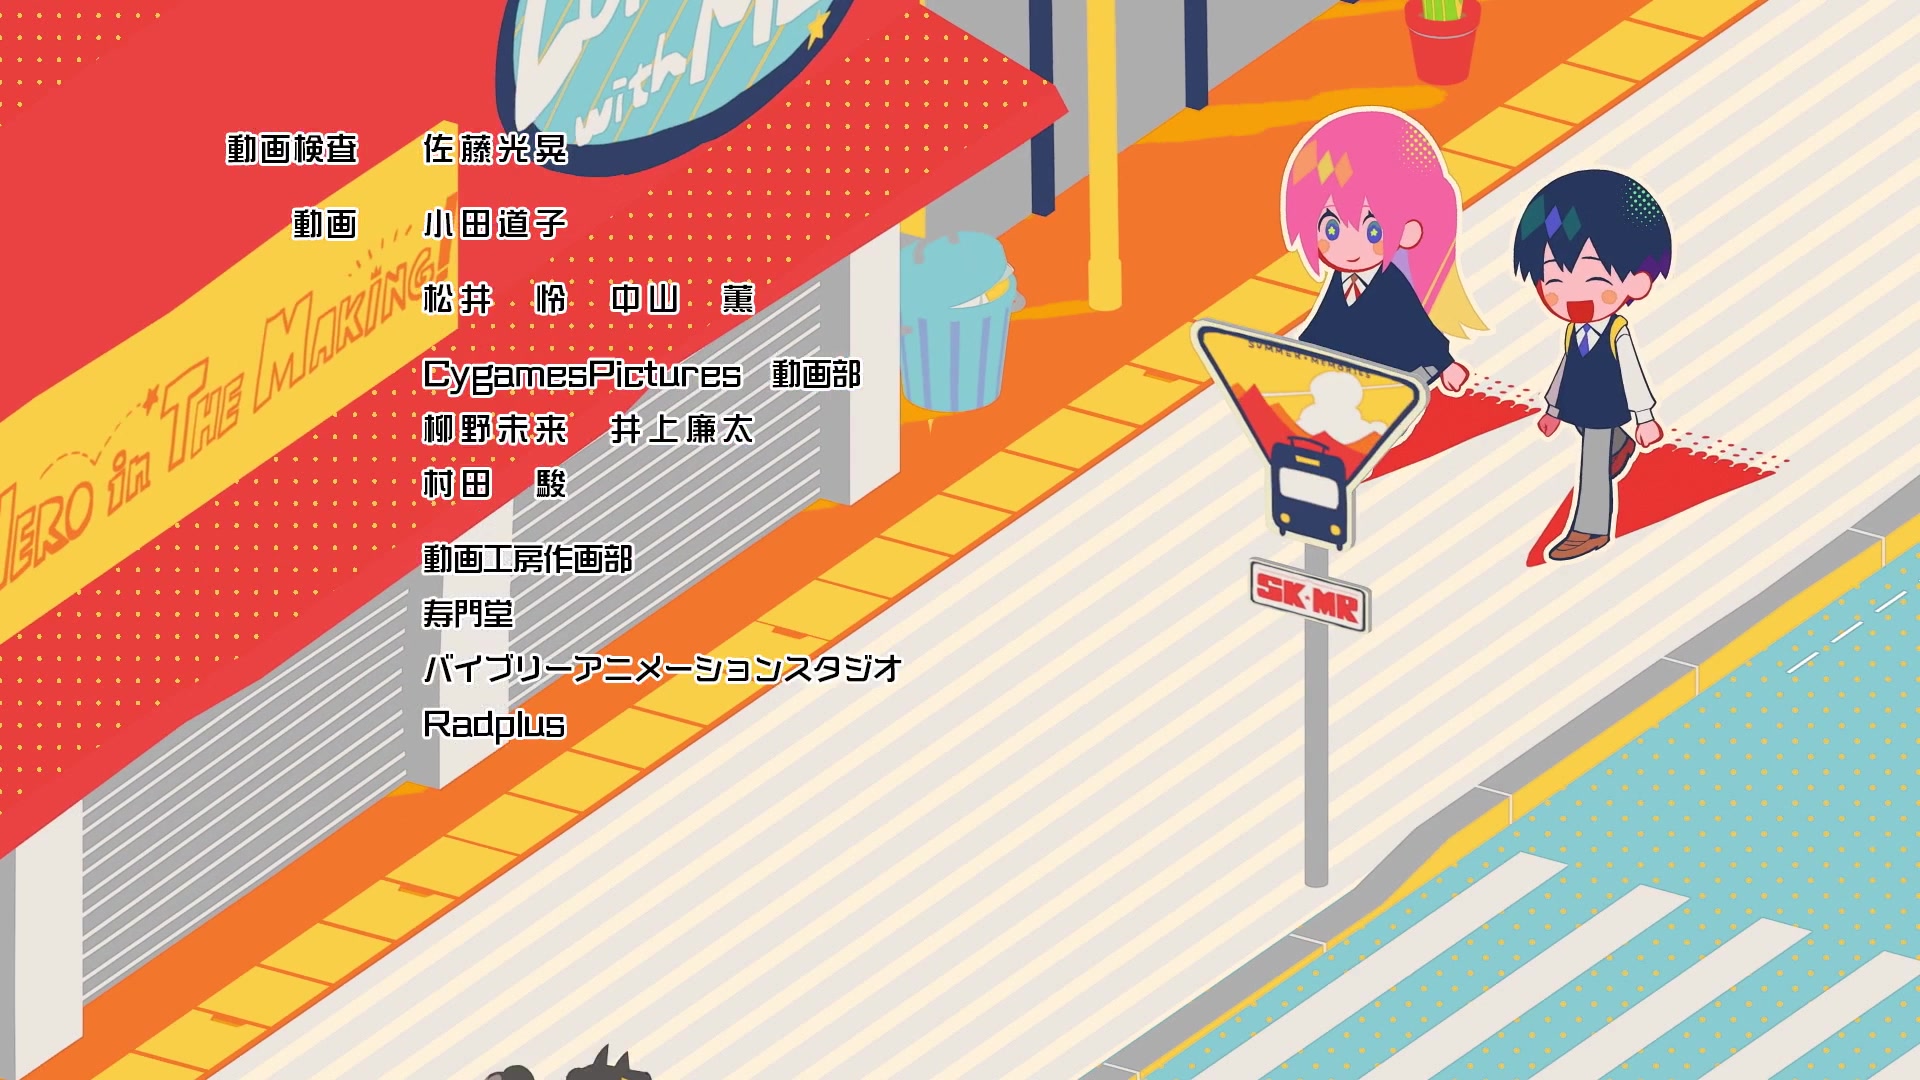 with
動画検査 佐藤光晃
動画 小田道子
松井 怜 中山 薫
CygamesPictures 動画部
柳野未来 井上廉太
村田 駿
動画工房作画部
寿門堂
バイブリーアニメーションスタジオ
Radplus
HERO in THE MAKING!
SUMMER★MEMORIES
SK·MR